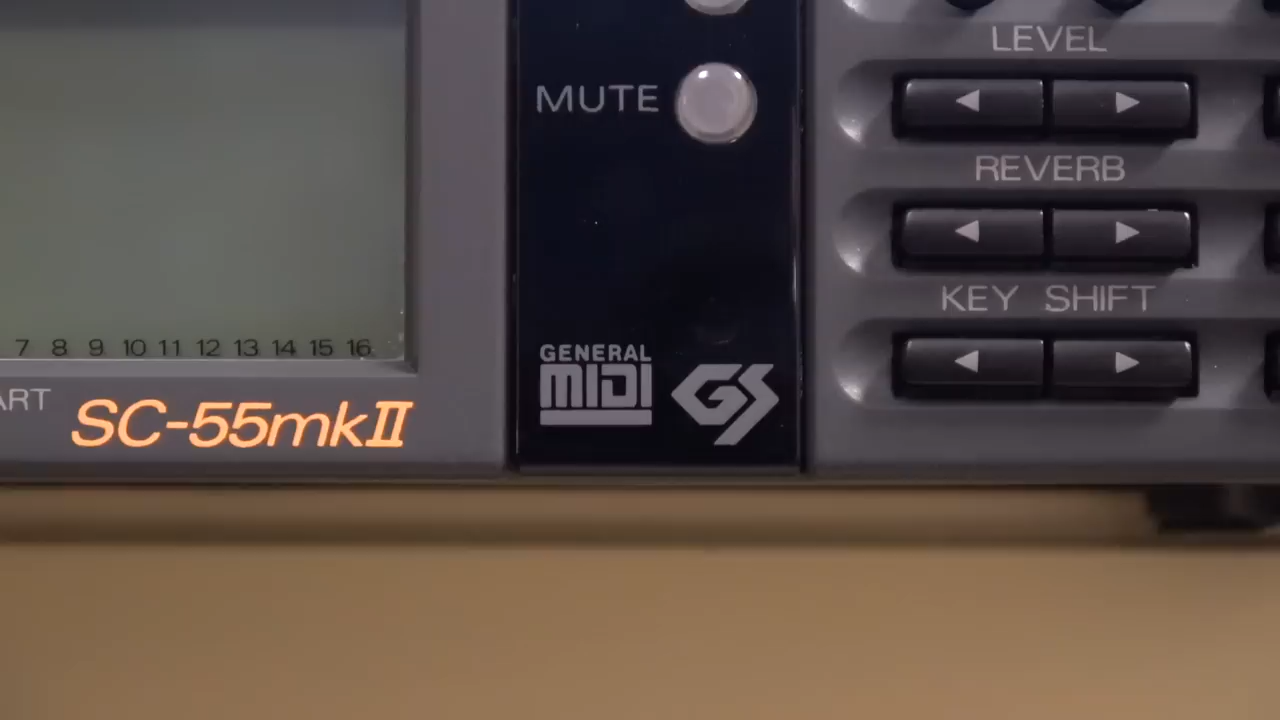 LEVEL
MUTE
REVERB
KEY SHIFT
7 8 9 10 11 12 13 14 15 16
GENERAL
MIDI
GS
ART
SC-55mkII